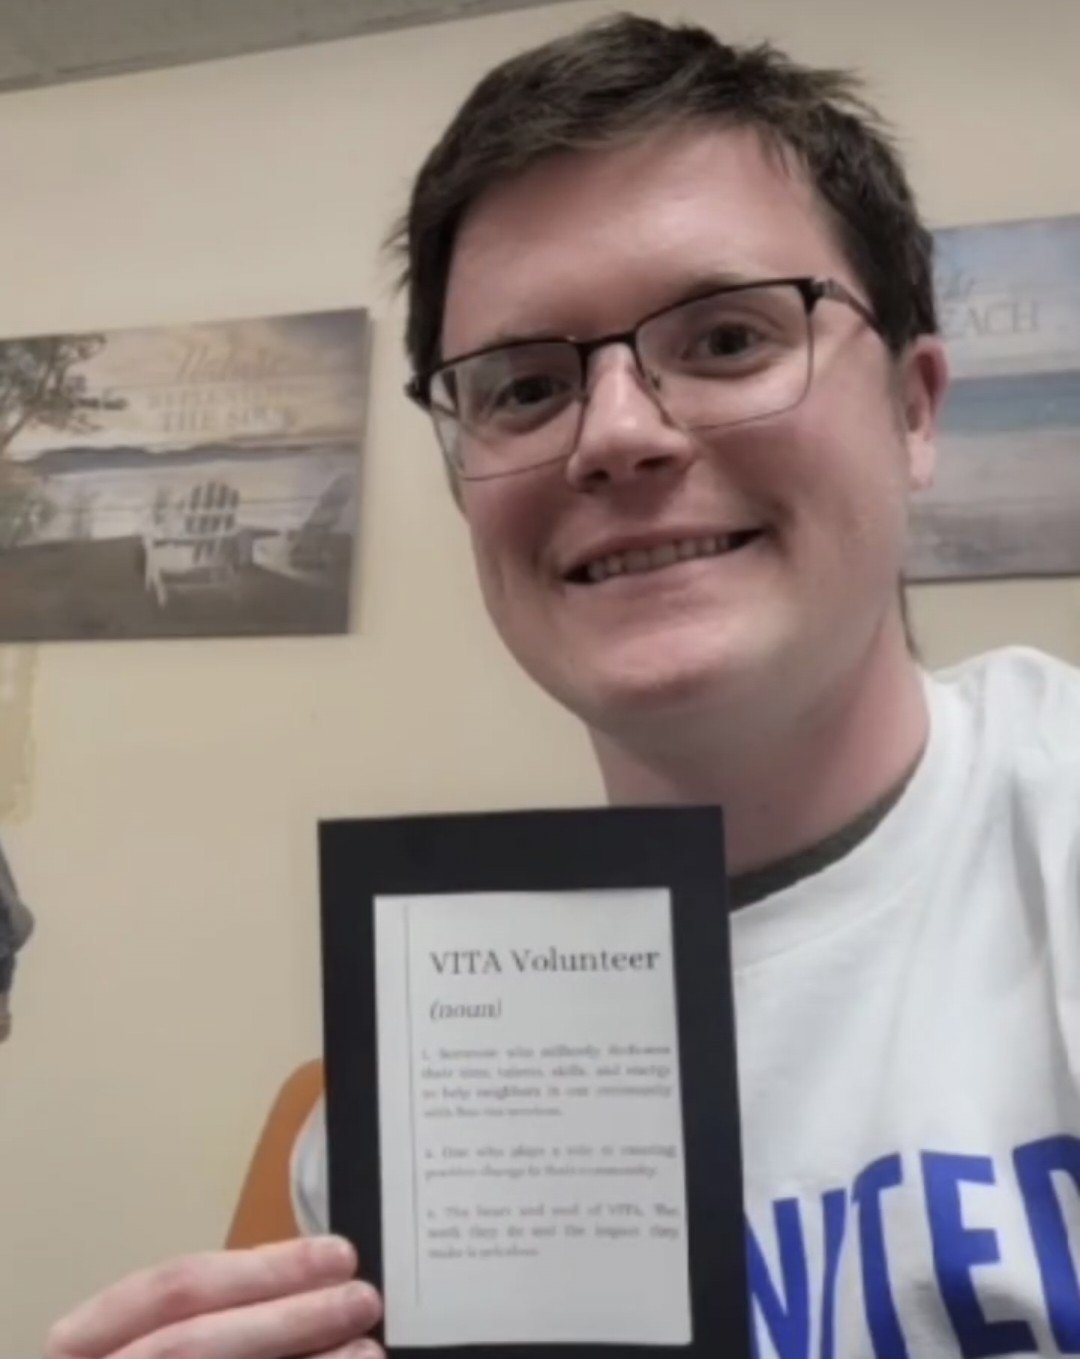 THE SOUL
EACH
VITA Volunteer
(noun)
1. Someone who willingly dedicates
their time, talents, skills, and energy
to help neighbors in our community
with free tax services.
2. One who plays a role in creating
positive change in their community.
3. The heart and soul of VITA. The
work they do and the impact they
make is priceless.
NITED